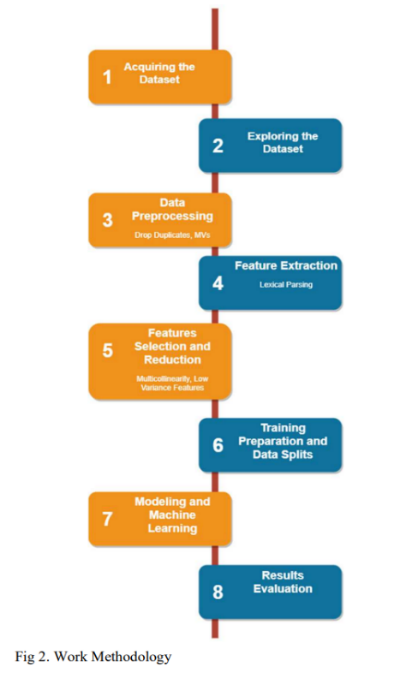 1
Acquiring the
Dataset
2
Exploring the
Dataset
3
Data
Preprocessing
Drop Duplicates, MVs
4
Feature Extraction
Lexical Parsing
5
Features
Selection and
Reduction
Multicollinearity, Low
Variance Features
6
Training
Preparation and
Data Splits
7
Modeling and
Machine
Learning
8
Results
Evaluation
Fig 2. Work Methodology